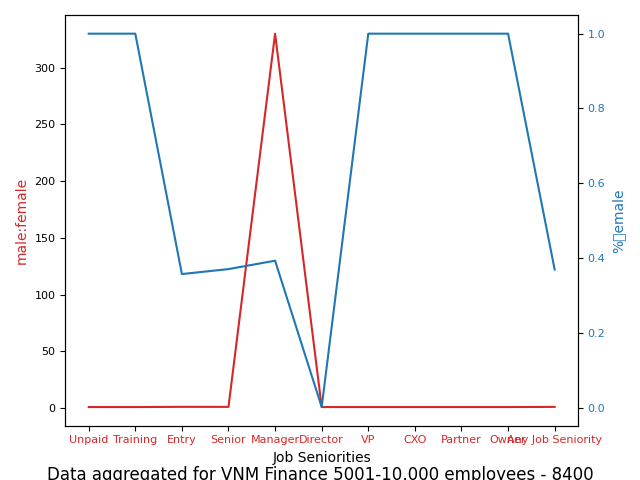 300
250
200
150
100
50
0
male:female
1.0
0.8
0.6
0.4
0.2
0.0
%▯emale
Unpaid Training Entry Senior Manager Director VP CXO Partner Owner Any Job Seniority
Job Seniorities
Data aggregated for VNM Finance 5001-10,000 employees - 8400